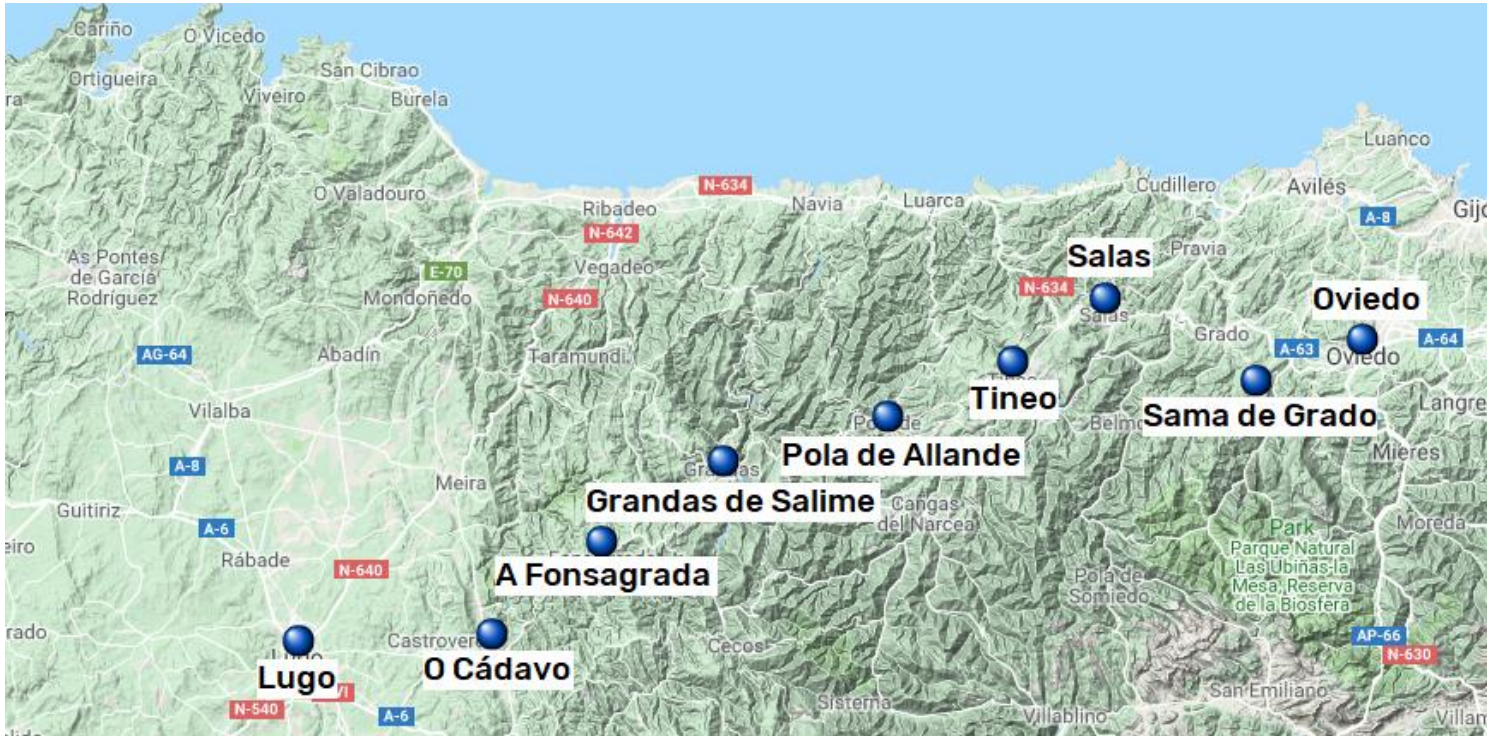 Cariño
O Vicedo
Ortigueira
San Cibrao
Viveiro
Burela
Luanco
O Valadouro
N-634
Ribadeo
Navia
Luarca
Cudillero
Avilés
A-8
N-642
As Pontes
de García
Rodríguez
E-70
Vegadeo
Mondoñedo
N-640
Salas
Pravia
N-634
Salas
Oviedo
Grado
A-63
A-64
Oviedo
AG-64
Abadín
Taramundi
Tineo
Vilalba
Sama de Grado
Pola de Allande
Mieres
A-8
Meira
Grandas de Salime
Cangas
del Narcea
Guitiriz
A-6
Moreda
Park
Parque Natural
Las Ubiñas-la
Mesa, Reserva
de la Biosfera
Rábade
N-640
A Fonsagrada
Pola de
Somiedo
Cecos
AP-66
N-630
Lugo
O Cádavo
N-540
A-6
Sistema
San Emiliano
Villablino